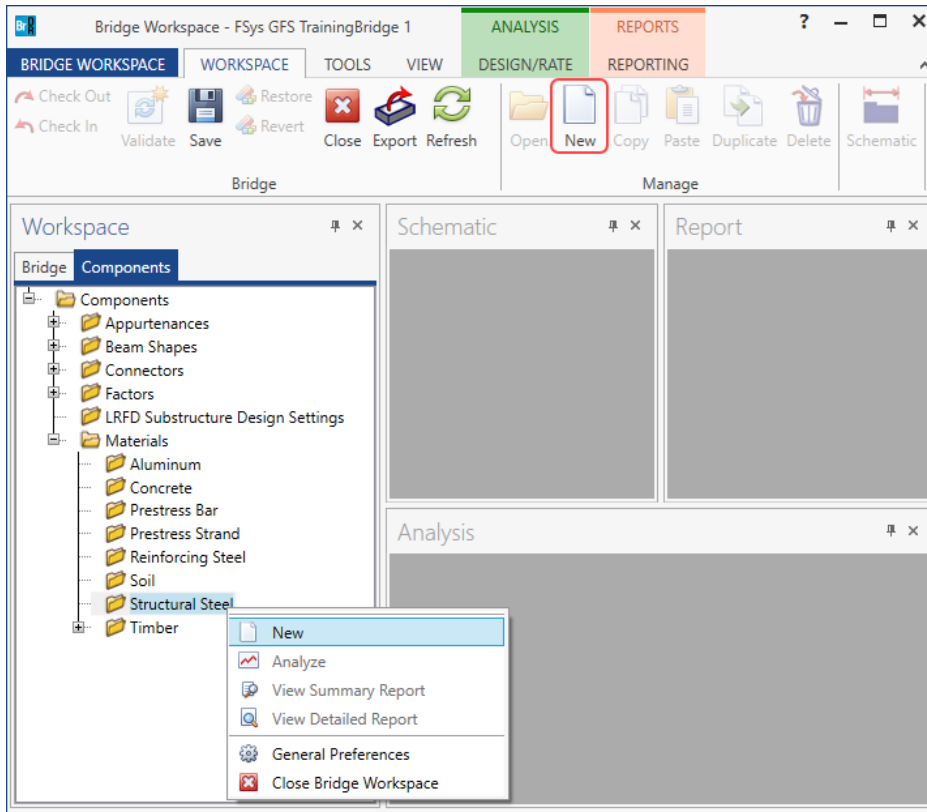 Br R Bridge Workspace - FSys GFS TrainingBridge 1 ANALYSIS REPORTS ?
BRIDGE WORKSPACE WORKSPACE TOOLS VIEW DESIGN/RATE REPORTING
Check Out
Check In
Validate
Save
Restore
Revert
Close
Export
Refresh
Open
New
Copy
Paste
Duplicate
Delete
Schematic
Bridge
Manage
Workspace
Bridge Components
Components
Appurtenances
Beam Shapes
Connectors
Factors
LRFD Substructure Design Settings
Materials
Aluminum
Concrete
Prestress Bar
Prestress Strand
Reinforcing Steel
Soil
Structural Steel
Timber
New
Analyze
View Summary Report
View Detailed Report
General Preferences
Close Bridge Workspace
Schematic
Report
Analysis